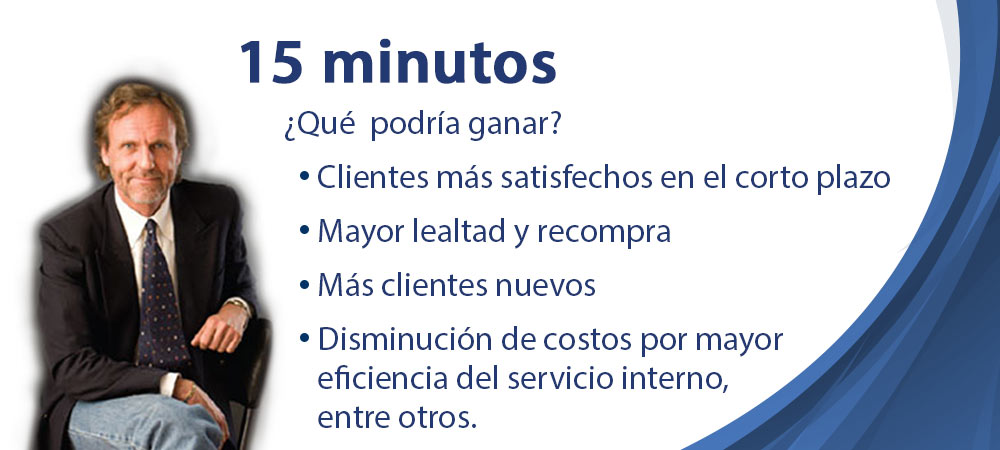 15 minutos
¿Qué podría ganar?
• Clientes más satisfechos en el corto plazo
• Mayor lealtad y recompra
• Más clientes nuevos
• Disminución de costos por mayor
eficiencia del servicio interno,
entre otros.